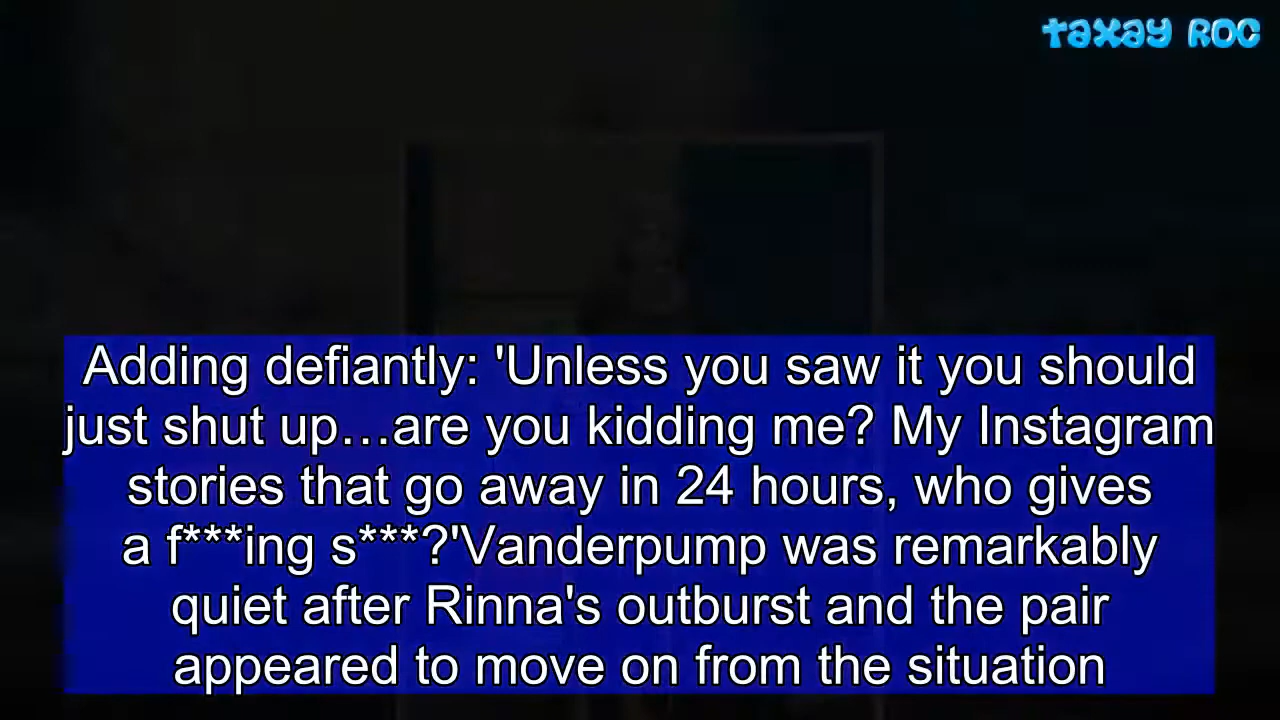 TaXaY ROC
Adding defiantly: 'Unless you saw it you should
just shut up…are you kidding me? My Instagram
stories that go away in 24 hours, who gives
a f***ing s***?'Vanderpump was remarkably
quiet after Rinna's outburst and the pair
appeared to move on from the situation